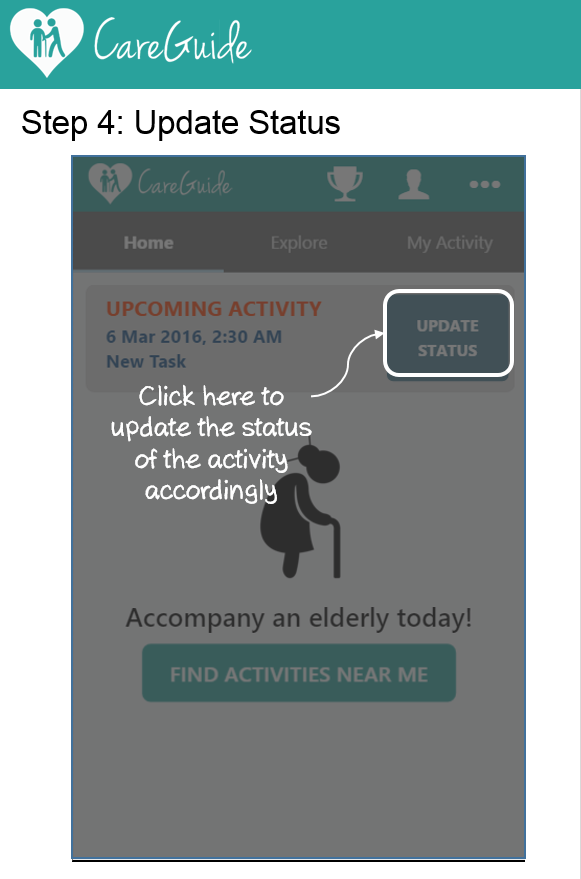 CareGuide
Step 4: Update Status
CareGuide
Home Explore My Activity
UPCOMING ACTIVITY
6 Mar 2016, 2:30 AM
New Task
UPDATE
STATUS
Click here to
update the status
of the activity
accordingly
Accompany an elderly today!
FIND ACTIVITIES NEAR ME